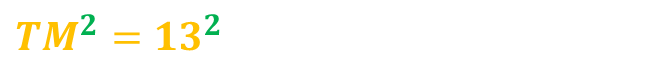 TM² = 13²